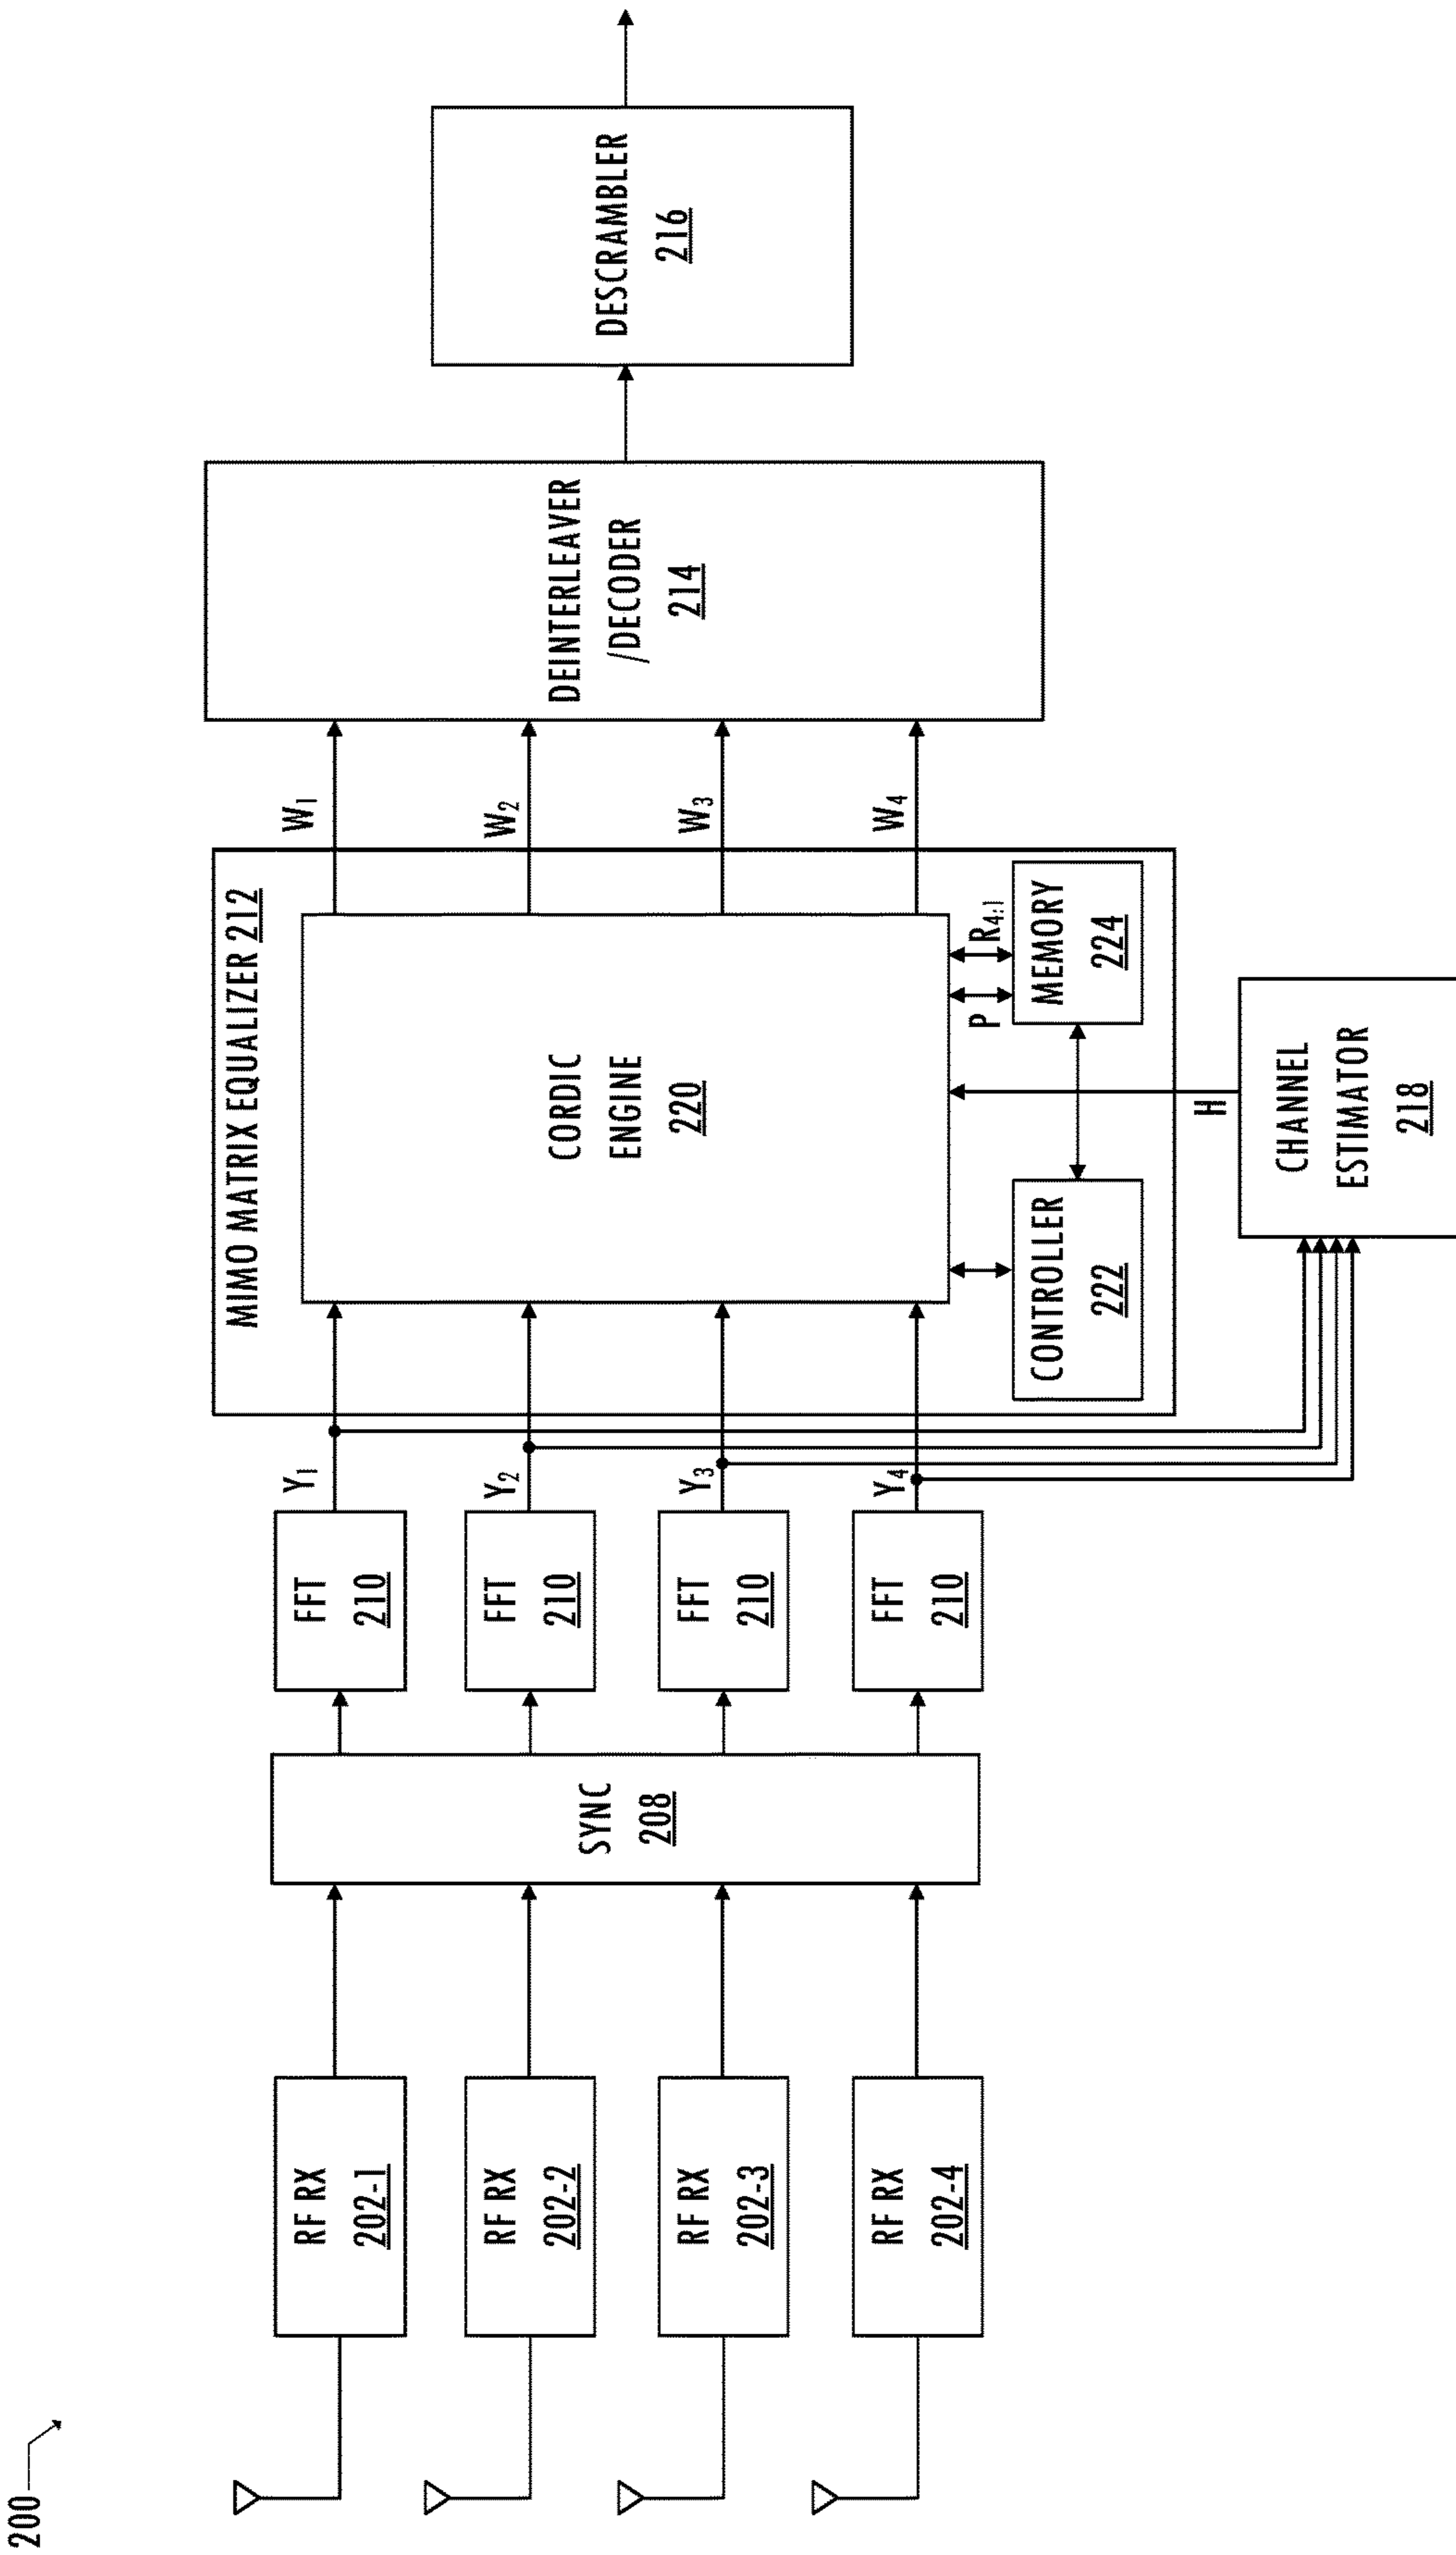 200
RF RX
202-1
RF RX
202-2
RF RX
202-3
RF RX
202-4
SYNC
208
FFT
210
FFT
210
FFT
210
FFT
210
Y1
Y2
Y3
Y4
MIMO MATRIX EQUALIZER 212
CORDIC
ENGINE
220
CONTROLLER
222
P
R4:1
MEMORY
224
H
CHANNEL
ESTIMATOR
218
W1
W2
W3
W4
DEINTERLEAVER
/DECODER
214
DESCRAMBLER
216